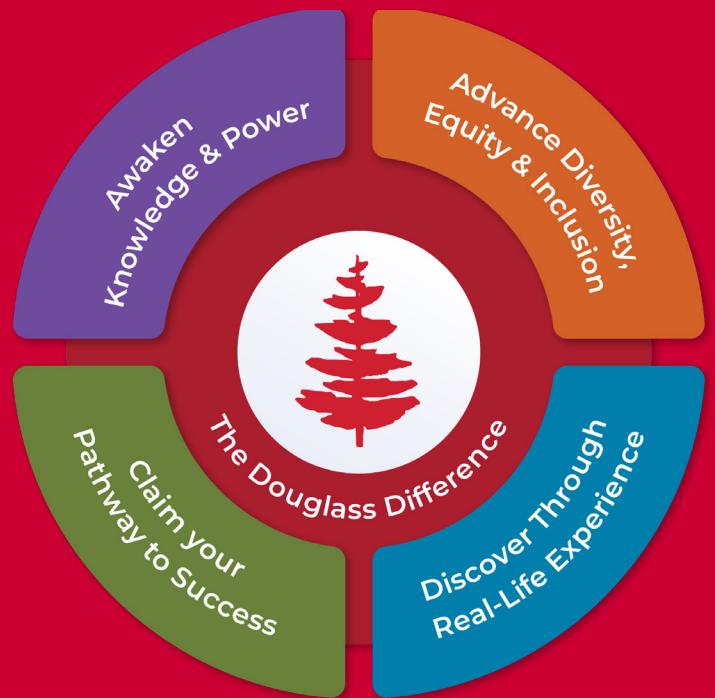 Awaken
Knowledge & Power
Advance Diversity,
Equity & Inclusion
The Douglass Difference
Claim your
Pathway to Success
Discover Through
Real-Life Experience